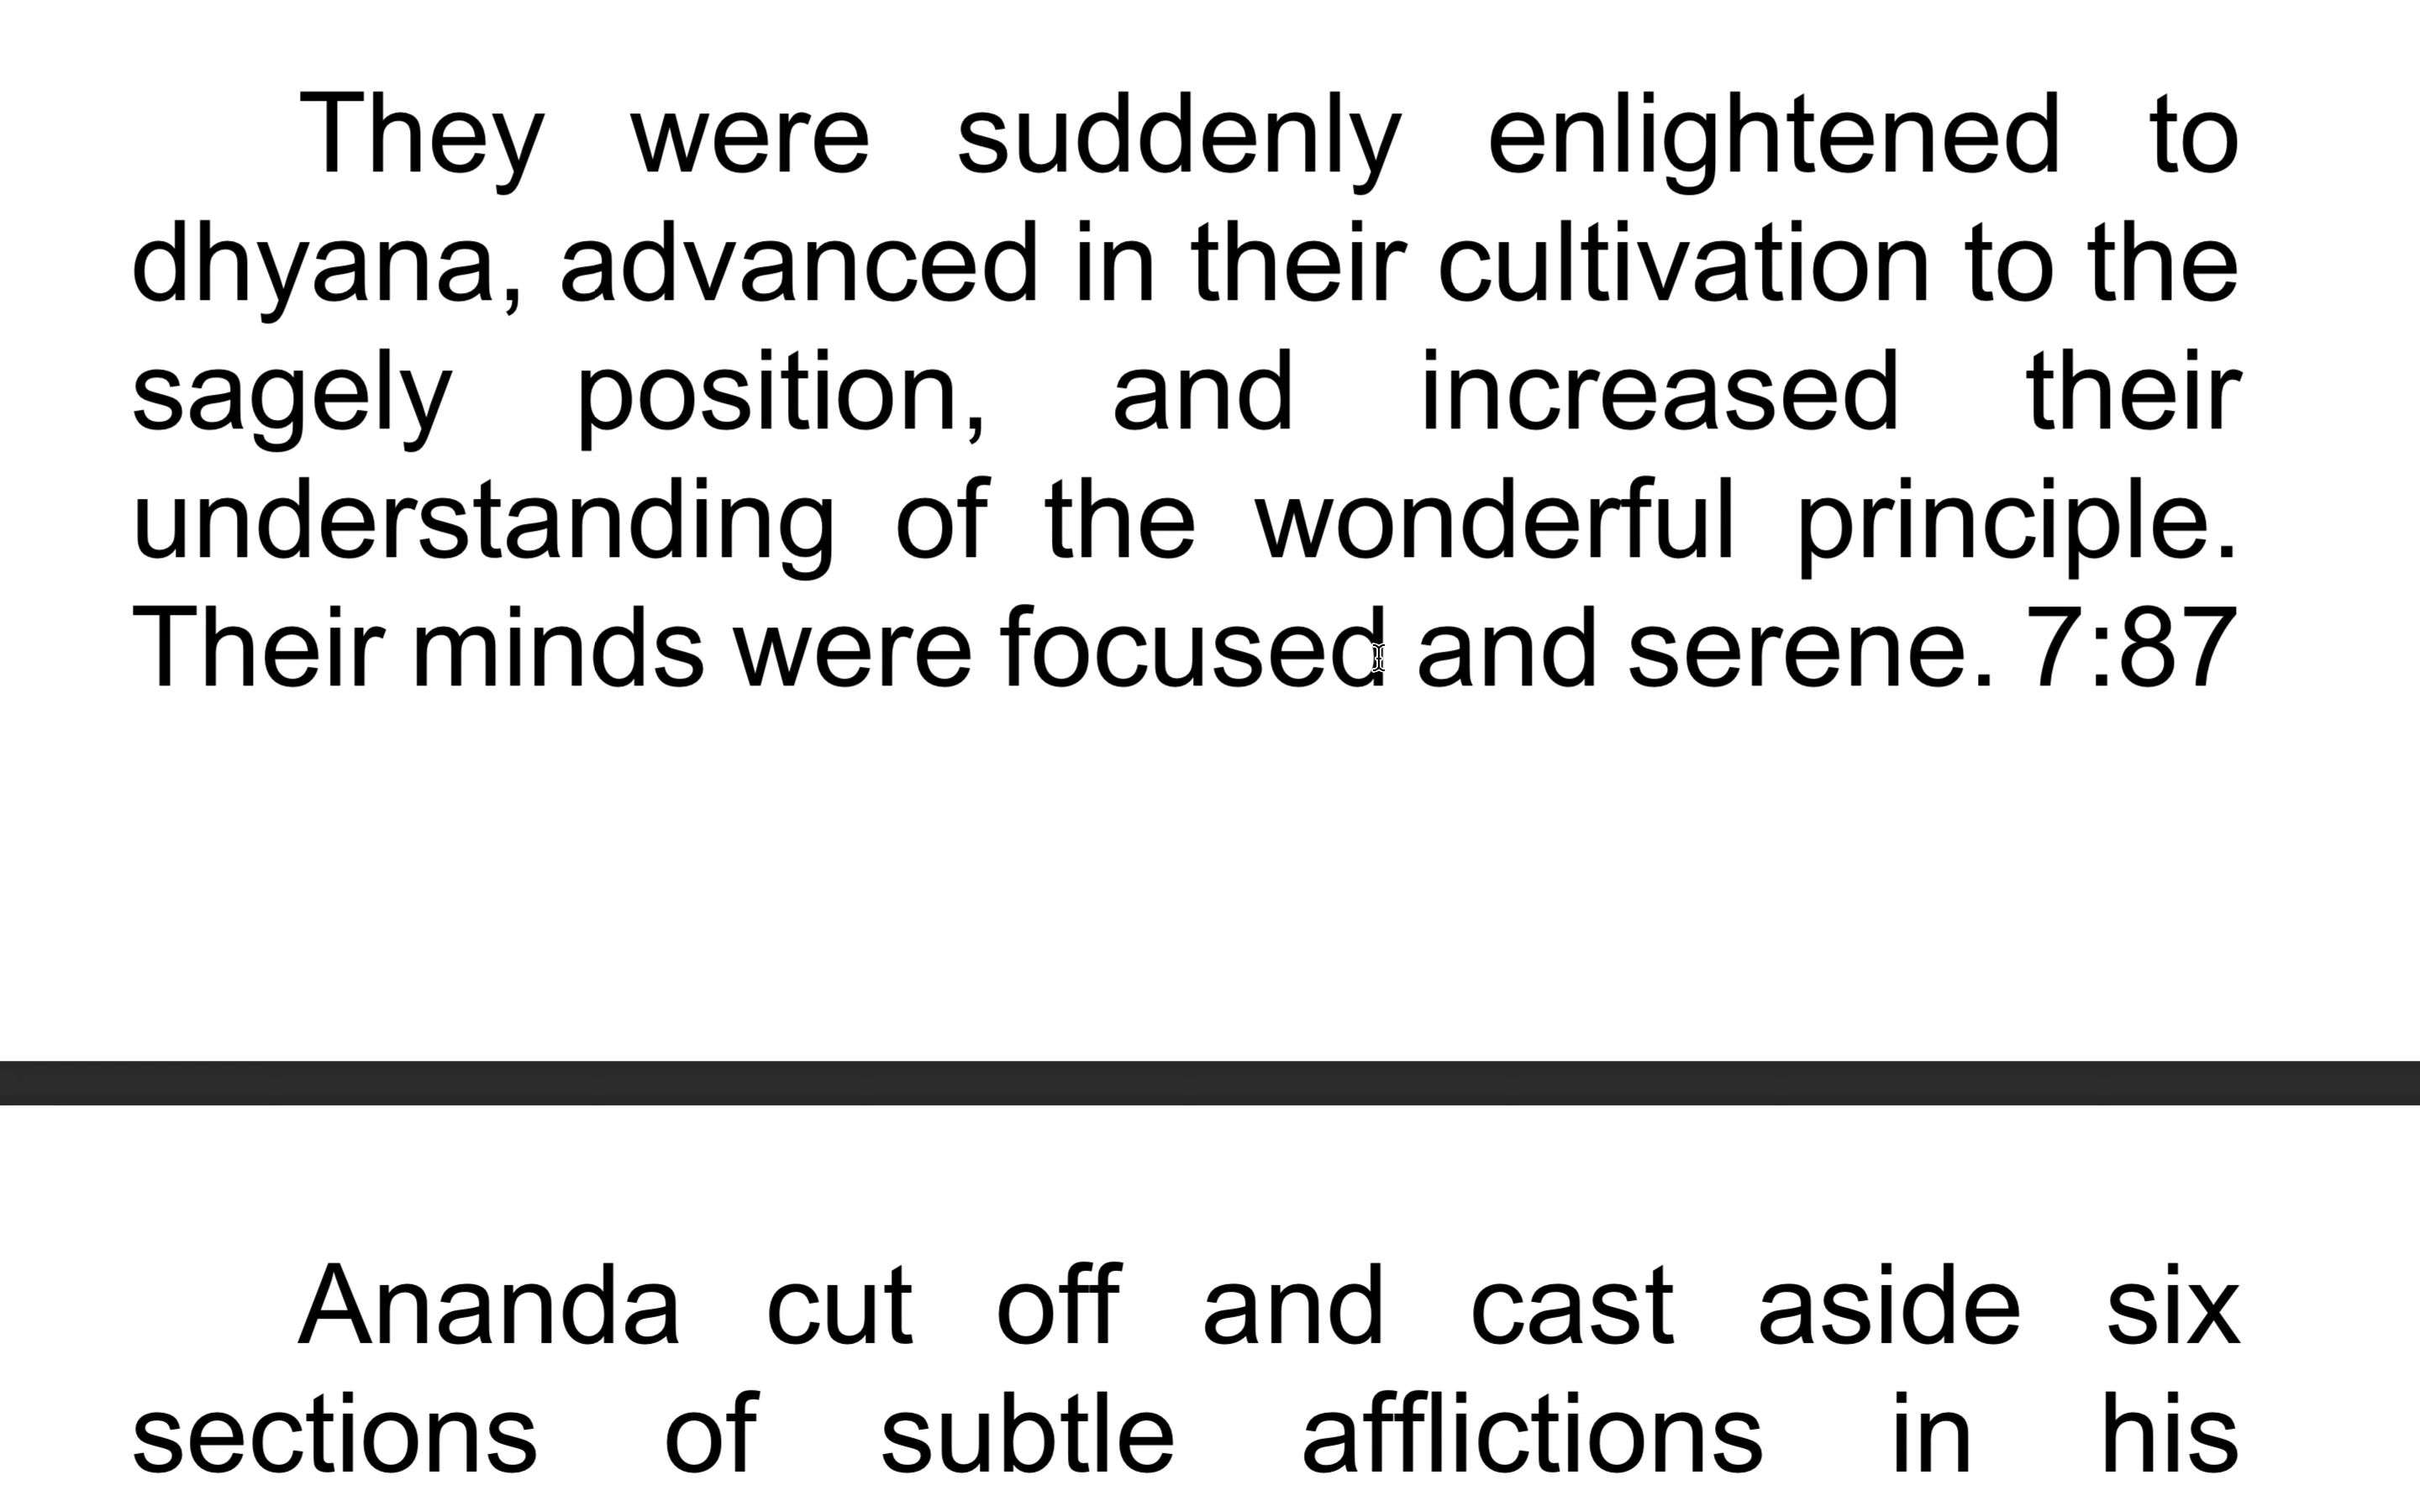 They were suddenly enlightened to
dhyana, advanced in their cultivation to the
sagely position, and increased their
understanding of the wonderful principle.
Their minds were focused and serene. 7:87
Ananda cut off and cast aside six
sections of subtle afflictions in his